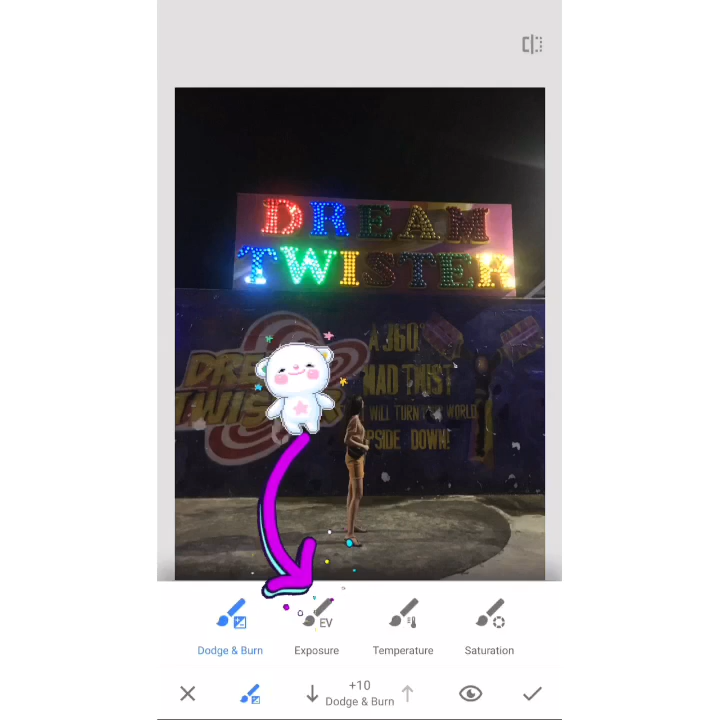 DREAM
TWISTER
DREAM
TWISTER
A 360°
MAD TWIST
WILL TURN THE WORLD
UPSIDE DOWN!
EV
Dodge & Burn
Exposure
Temperature
Saturation
+10
Dodge & Burn